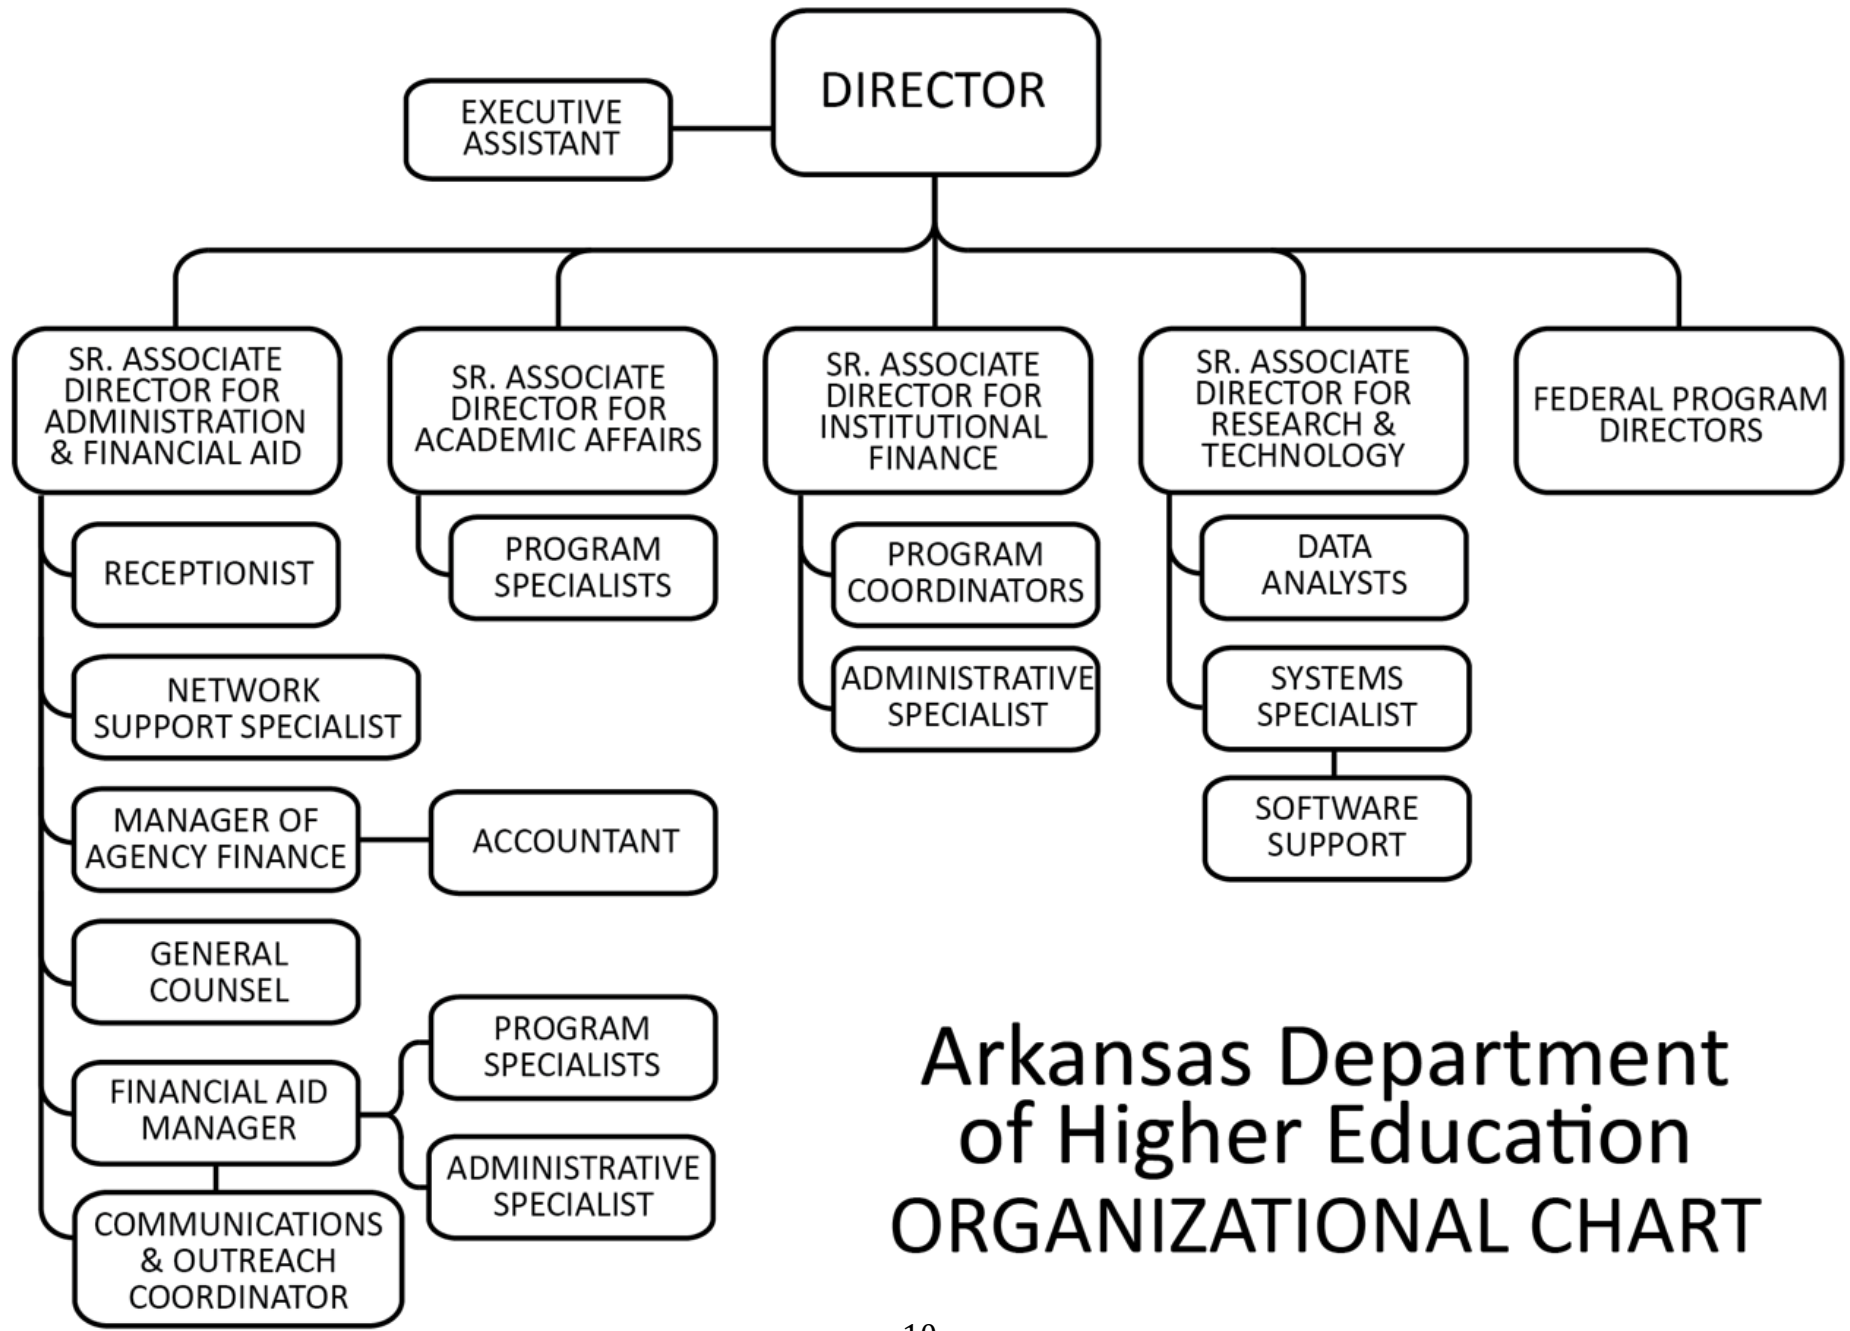 DIRECTOR
EXECUTIVE
ASSISTANT
SR. ASSOCIATE
DIRECTOR FOR
ADMINISTRATION
& FINANCIAL AID
SR. ASSOCIATE
DIRECTOR FOR
ACADEMIC AFFAIRS
SR. ASSOCIATE
DIRECTOR FOR
INSTITUTIONAL
FINANCE
SR. ASSOCIATE
DIRECTOR FOR
RESEARCH &
TECHNOLOGY
FEDERAL PROGRAM
DIRECTORS
RECEPTIONIST
PROGRAM
SPECIALISTS
PROGRAM
COORDINATORS
DATA
ANALYSTS
NETWORK
SUPPORT SPECIALIST
ADMINISTRATIVE
SPECIALIST
SYSTEMS
SPECIALIST
MANAGER OF
AGENCY FINANCE
ACCOUNTANT
SOFTWARE
SUPPORT
GENERAL
COUNSEL
FINANCIAL AID
MANAGER
PROGRAM
SPECIALISTS
ADMINISTRATIVE
SPECIALIST
COMMUNICATIONS
& OUTREACH
COORDINATOR
Arkansas Department
of Higher Education
ORGANIZATIONAL CHART